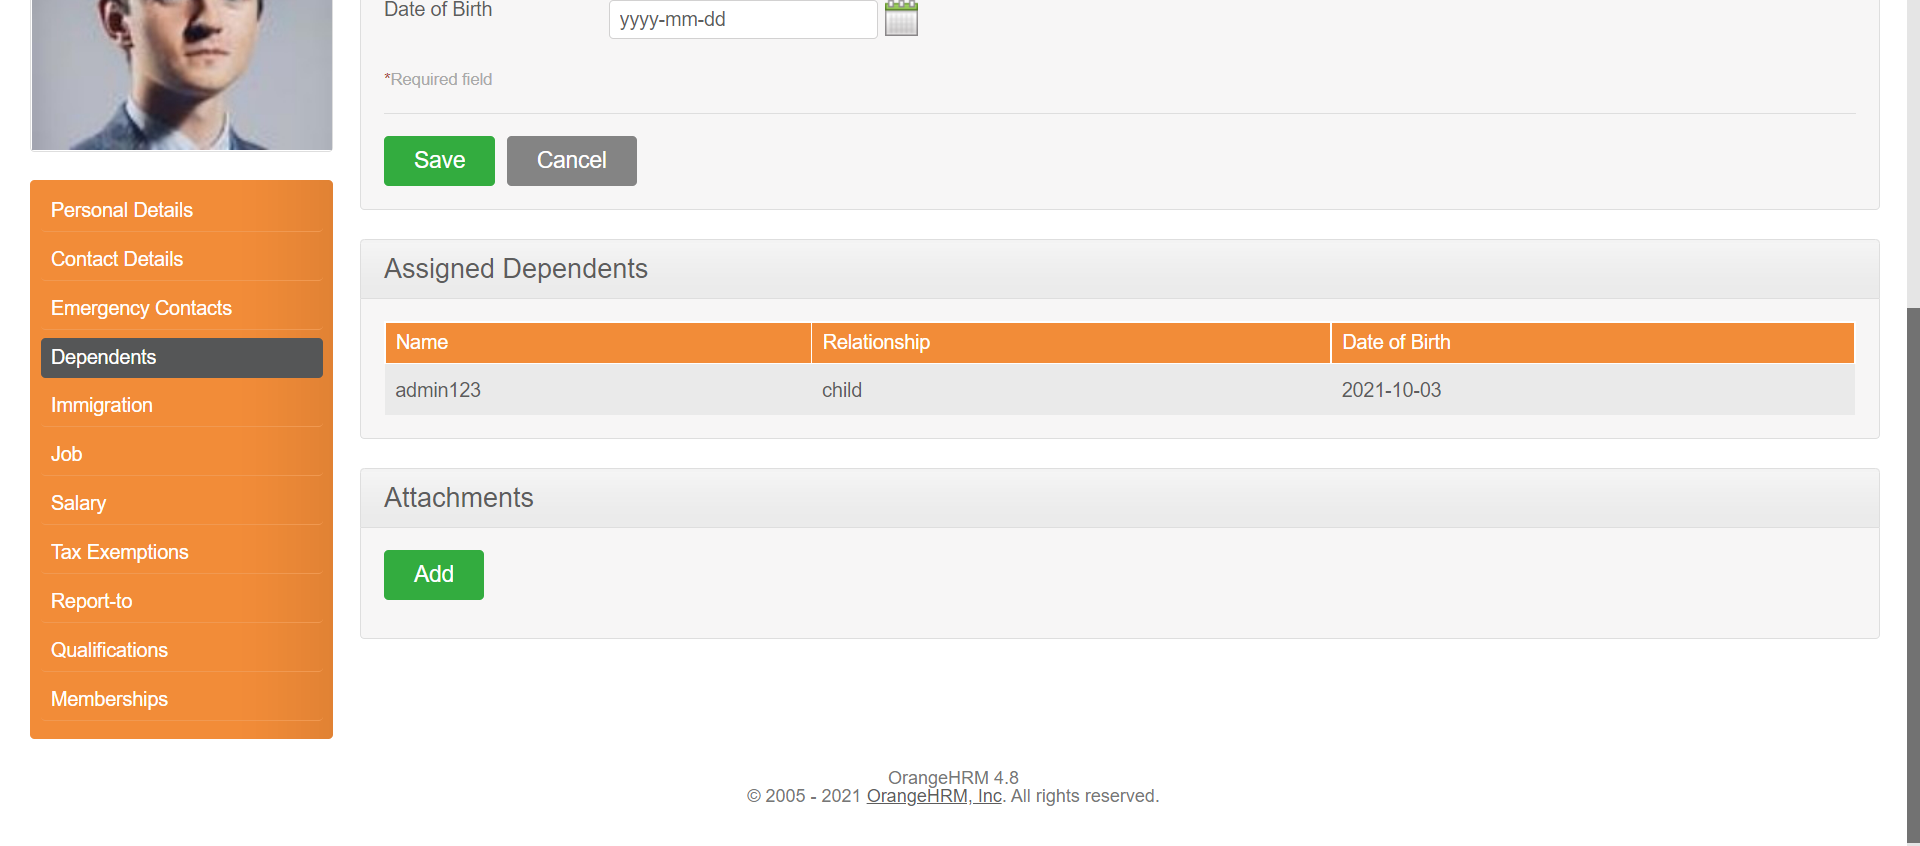 Date of Birth
yyyy-mm-dd
*Required field
Save Cancel
Personal Details
Contact Details
Emergency Contacts
Dependents
Immigration
Job
Salary
Tax Exemptions
Report-to
Qualifications
Memberships
Assigned Dependents
Name Relationship Date of Birth
admin123 child 2021-10-03
Attachments
Add
OrangeHRM 4.8
© 2005 - 2021 OrangeHRM, Inc. All rights reserved.